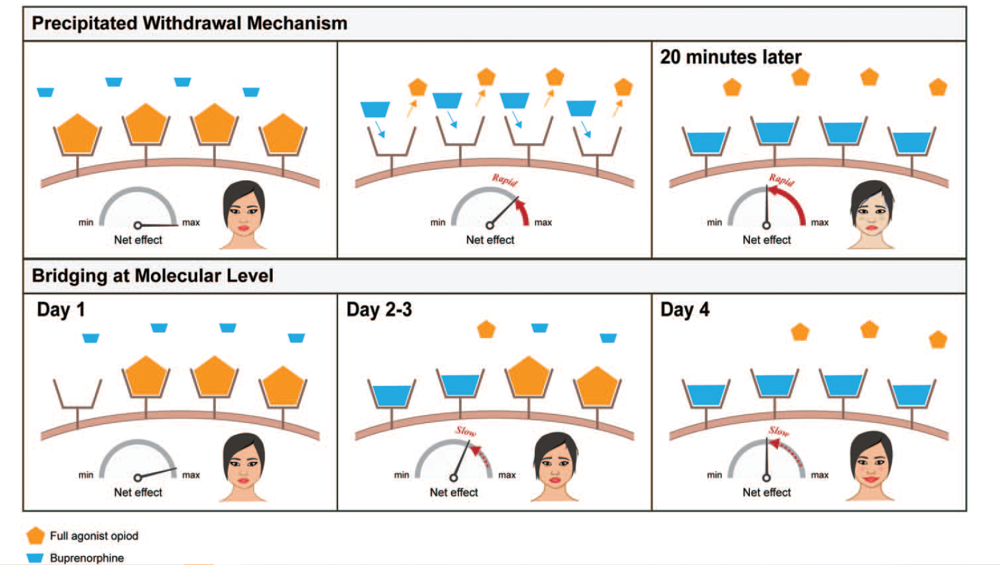 Precipitated Withdrawal Mechanism
min
max
Net effect
Rapid
min
max
Net effect
20 minutes later
Rapid
min
max
Net effect
Bridging at Molecular Level
Day 1
min
max
Net effect
Day 2-3
Slow
min
max
Net effect
Day 4
Slow
min
max
Net effect
Full agonist opiod
Buprenorphine